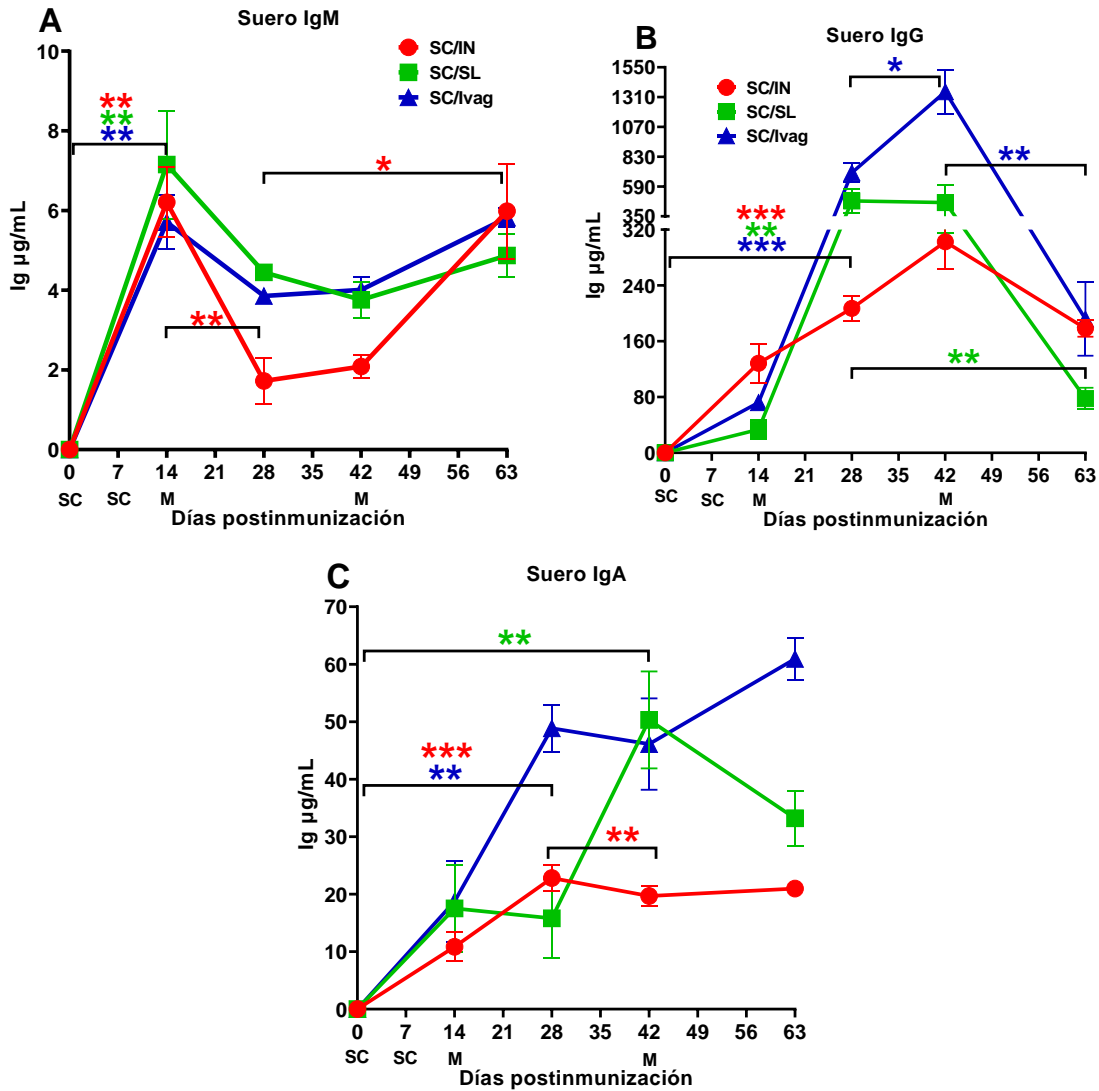 A
Suero IgM
SC/IN
SC/SL
SC/Ivag
Ig µg/mL
10
8
6
4
2
0
**
**
**
*
**
0 7 14 21 28 35 42 49 56 63
SC SC M M
Días postinmunización
B
Suero IgG
SC/IN
SC/SL
SC/Ivag
Ig µg/mL
1550
1310
1070
830
590
350
320
240
160
80
0
*
**
***
**
***
**
0 7 14 21 28 35 42 49 56 63
SC SC M M
Días postinmunización
C
Suero IgA
Ig µg/mL
70
60
50
40
30
20
10
0
**
***
**
**
0 7 14 21 28 35 42 49 56 63
SC SC M M
Días postinmunización